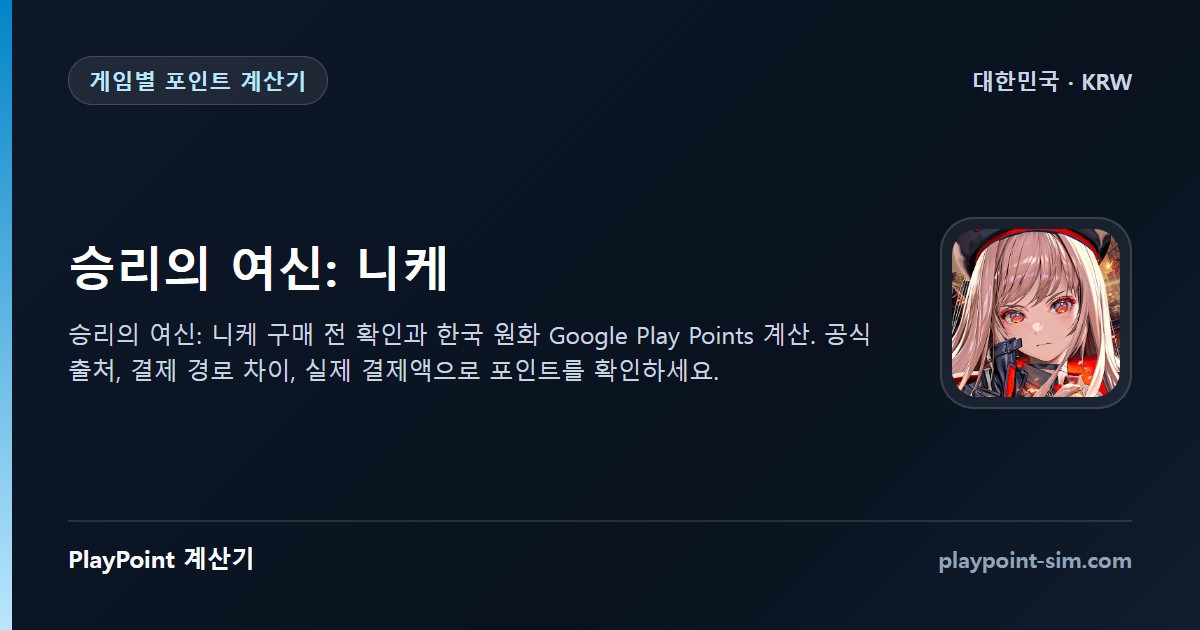 게임별 포인트 계산기
대한민국 · KRW
승리의 여신: 니케
승리의 여신: 니케 구매 전 확인과 한국 원화 Google Play Points 계산. 공식
출처, 결제 경로 차이, 실제 결제액으로 포인트를 확인하세요.
PlayPoint 계산기
playpoint-sim.com